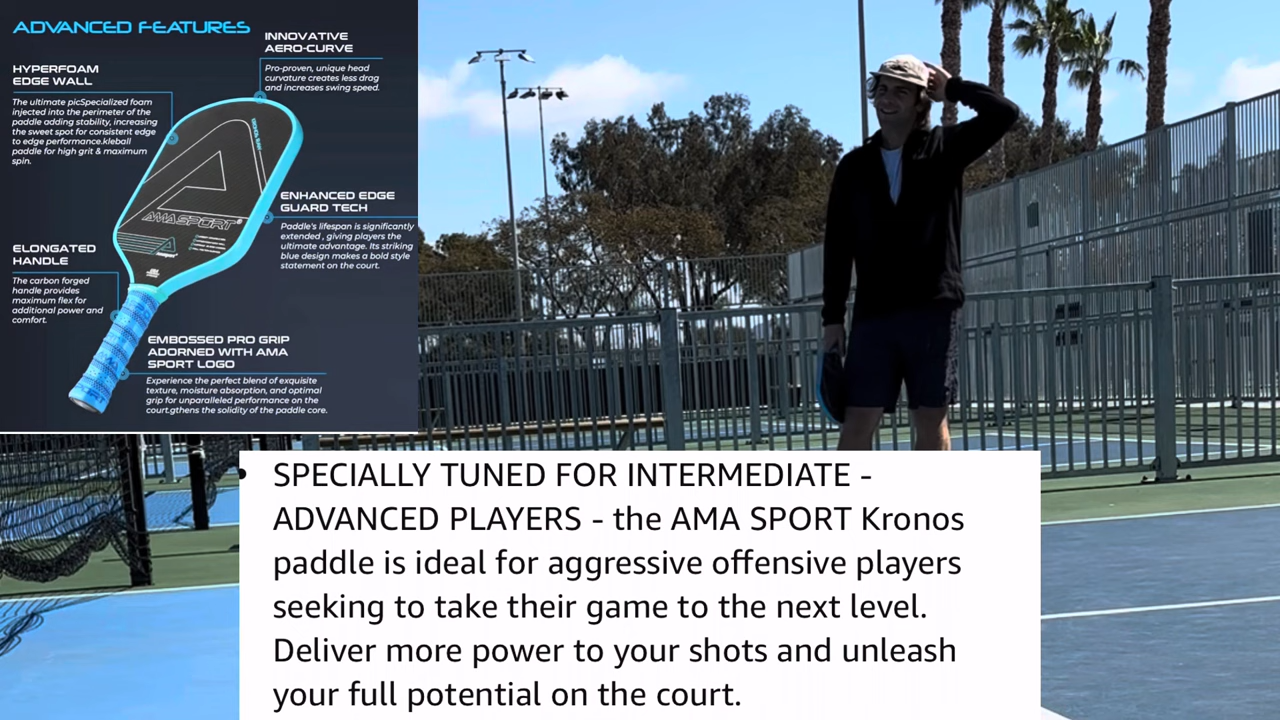 ADVANCED FEATURES
INNOVATIVE
AERO-CURVE
Pro-proven, unique head
curvature creates less drag
and increases swing speed.
HYPERFOAM
EDGE WALL
The ultimate picSpecialized foam
injected into the perimeter of the
paddle adding stability, increasing
the sweet spot for consistent edge
to edge performance.kleball
paddle for high grit & maximum
spin.
AMA SPORT
ENHANCED EDGE
GUARD TECH
Paddle's lifespan is significantly
extended , giving players the
ultimate advantage. Its striking
blue design makes a bold style
statement on the court.
ELONGATED
HANDLE
The carbon forged
handle provides
maximum flex for
additional power and
comfort.
EMBOSSED PRO GRIP
ADORNED WITH AMA
SPORT LOGO
Experience the perfect blend of exquisite
texture, moisture absorption, and optimal
grip for unparalleled performance on the
court.gthens the solidity of the paddle core.
• SPECIALLY TUNED FOR INTERMEDIATE -
ADVANCED PLAYERS - the AMA SPORT Kronos
paddle is ideal for aggressive offensive players
seeking to take their game to the next level.
Deliver more power to your shots and unleash
your full potential on the court.